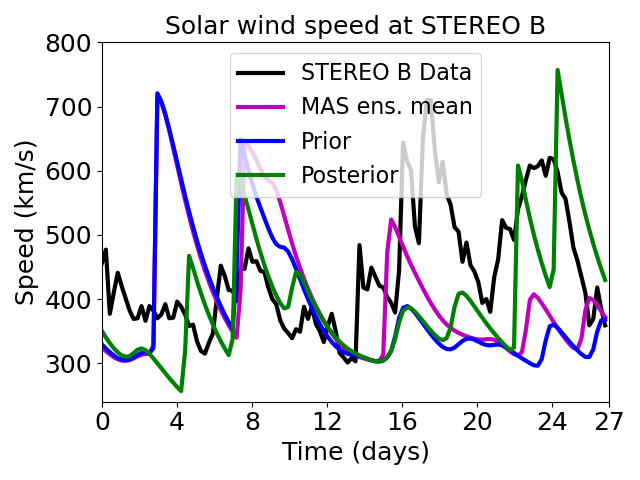 Solar wind speed at STEREO B
800
700
600
500
400
300
Speed (km/s)
STEREO B Data
MAS ens. mean
Prior
Posterior
0 4 8 12 16 20 24 27
Time (days)